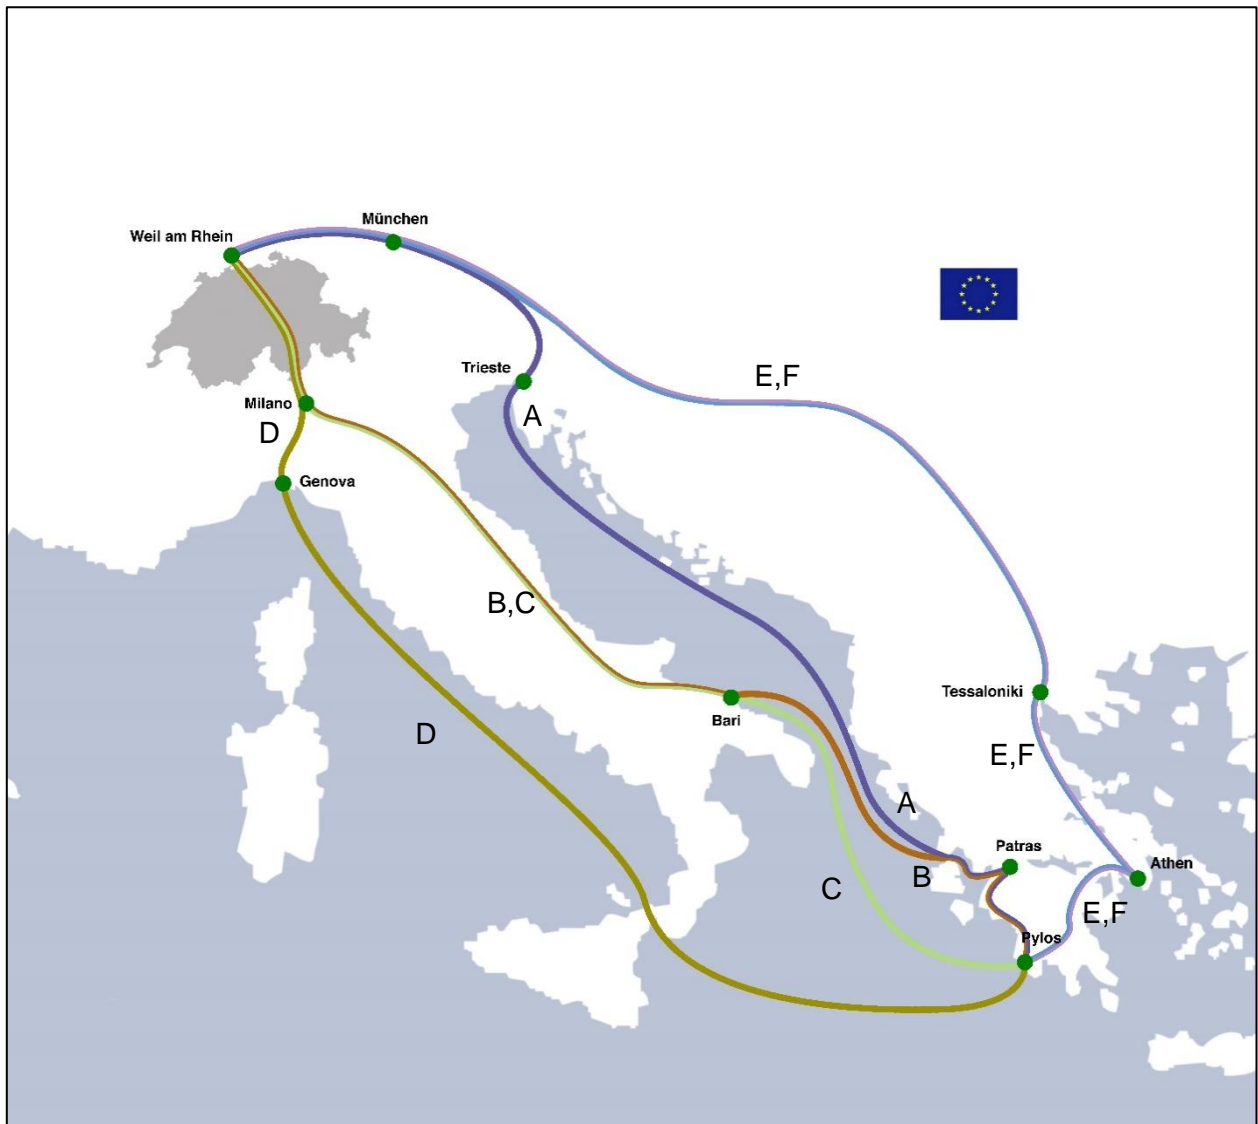 München
Weil am Rhein
Trieste
E,F
Milano
A
D
Genova
B,C
Tessaloniki
Bari
D
E,F
A
Patras
Athen
B
C
E,F
Pylos